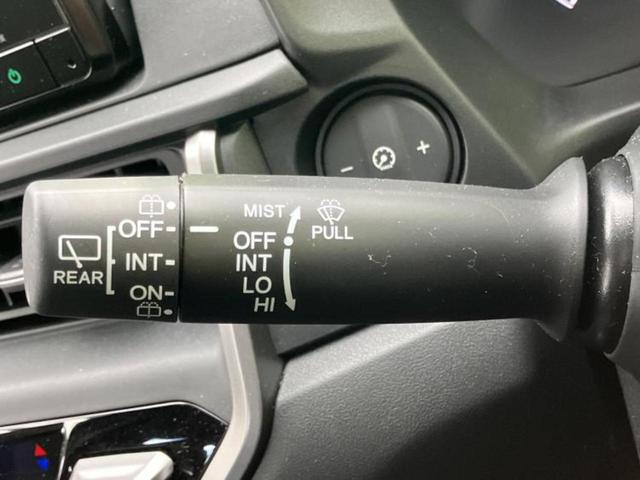 REAR
OFF
INT
ON
MIST
OFF
INT
LO
HI
PULL
- +